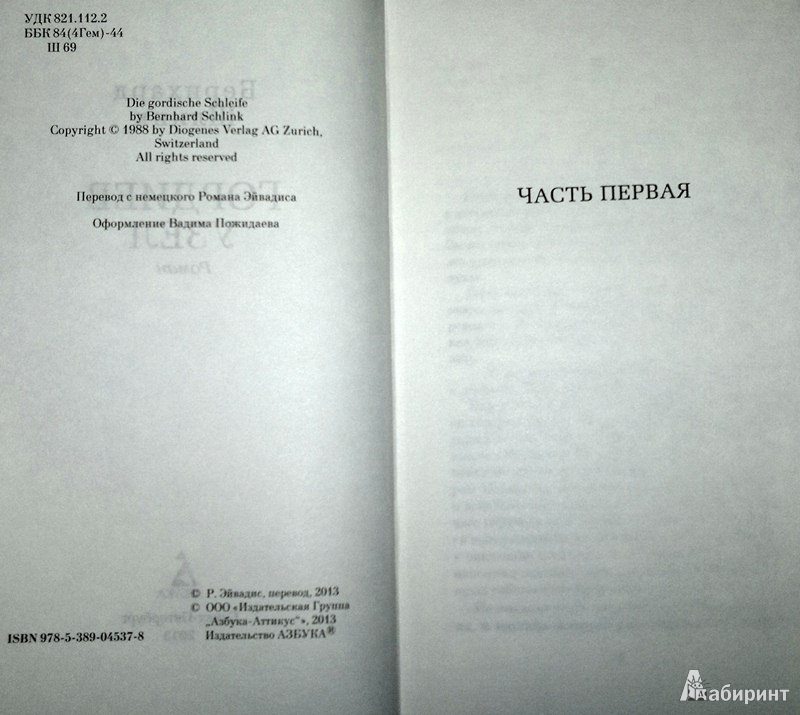 УДК 821.112.2
ББК 84(4Гем)-44
Ш 69
Die gordische Schleife
by Bernhard Schlink
Copyright © 1988 by Diogenes Verlag AG Zurich,
Switzerland
All rights reserved
Перевод с немецкого Романа Эйвадиса
Оформление Вадима Пожидаева
© Р. Эйвадис, перевод, 2013
© ООО «Издательская Группа
„Азбука-Аттикус“», 2013
Издательство АЗБУКА®
ISBN 978-5-389-04537-8
ЧАСТЬ ПЕРВАЯ
Лабиринт